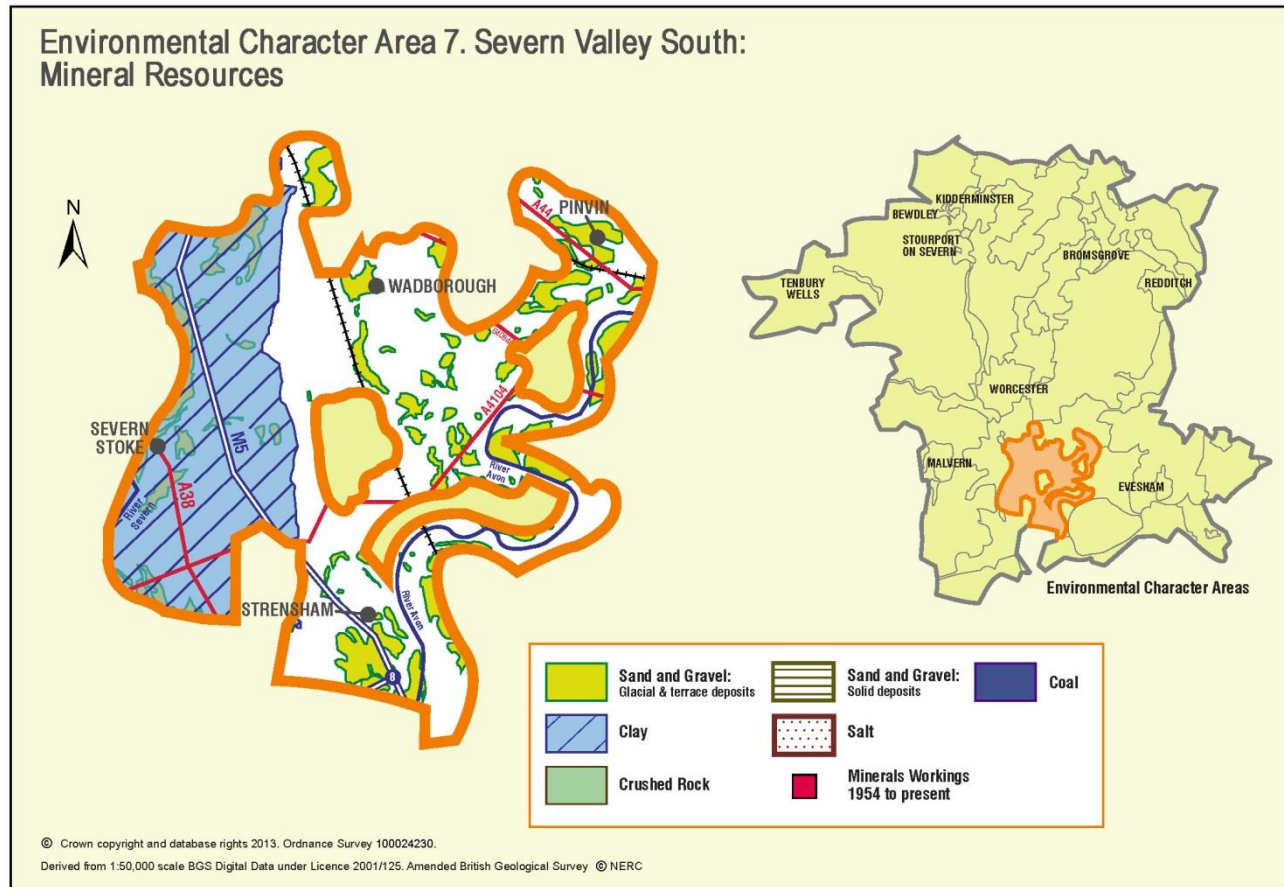 Environmental Character Area 7. Severn Valley South:
Mineral Resources
N
PINVIN
A44
WADBOROUGH
A4104
SEVERN
STOKE
M5
A38
River
Severn
River
Avon
River Avon
STRENSHAM
8
KIDDERMINSTER
BEWDLEY
STOURPORT
ON SEVERN
BROMSGROVE
TENBURY
WELLS
REDDITCH
WORCESTER
MALVERN
EVESHAM
Environmental Character Areas
Sand and Gravel:
Glacial & terrace deposits
Sand and Gravel:
Solid deposits
Coal
Clay
Salt
Crushed Rock
Minerals Workings
1954 to present
© Crown copyright and database rights 2013. Ordnance Survey 100024230.
Derived from 1:50,000 scale BGS Digital Data under Licence 2001/125. Amended British Geological Survey © NERC